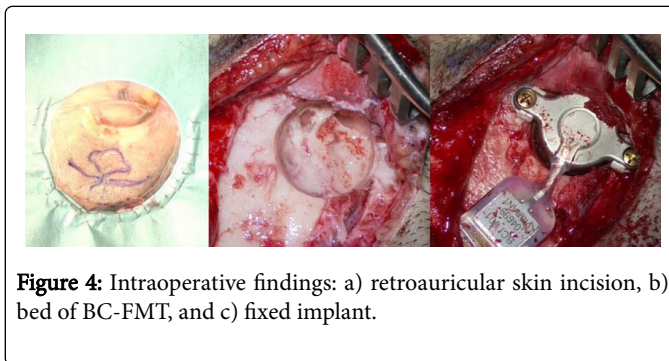 Figure 4: Intraoperative findings: a) retroauricular skin incision, b)
bed of BC-FMT, and c) fixed implant.